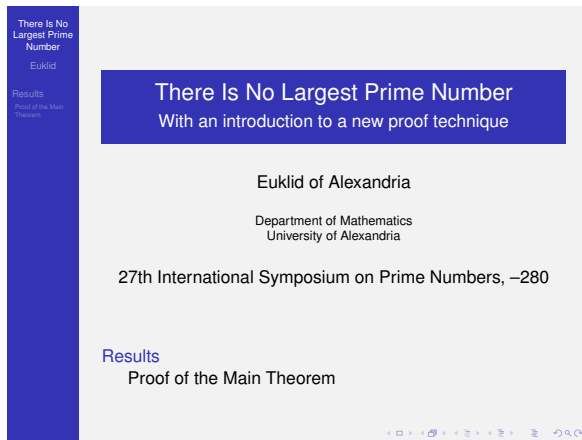 There Is No
Largest Prime
Number
Euklid
Results
Proof of the Main
Theorem
There Is No Largest Prime Number
With an introduction to a new proof technique
Euklid of Alexandria
Department of Mathematics
University of Alexandria
27th International Symposium on Prime Numbers, –280
Results
Proof of the Main Theorem